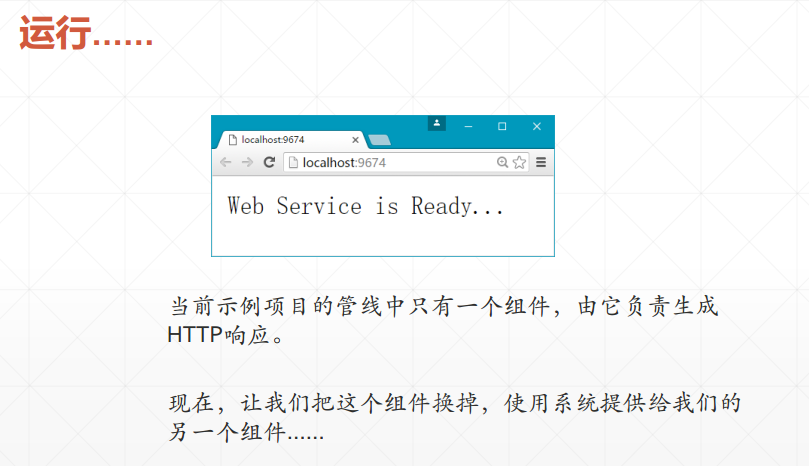 运行……
localhost:9674
localhost:9674
Web Service is Ready...
当前示例项目的管线中只有一个组件，由它负责生成
HTTP响应。
现在，让我们把这个组件换掉，使用系统提供给我们的
另一个组件……